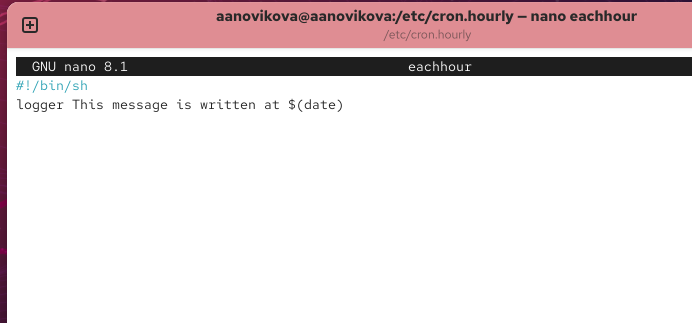 aanovikova@aanovikova:/etc/cron.hourly — nano eachhour
/etc/cron.hourly
GNU nano 8.1 eachhour
#!/bin/sh
logger This message is written at $(date)